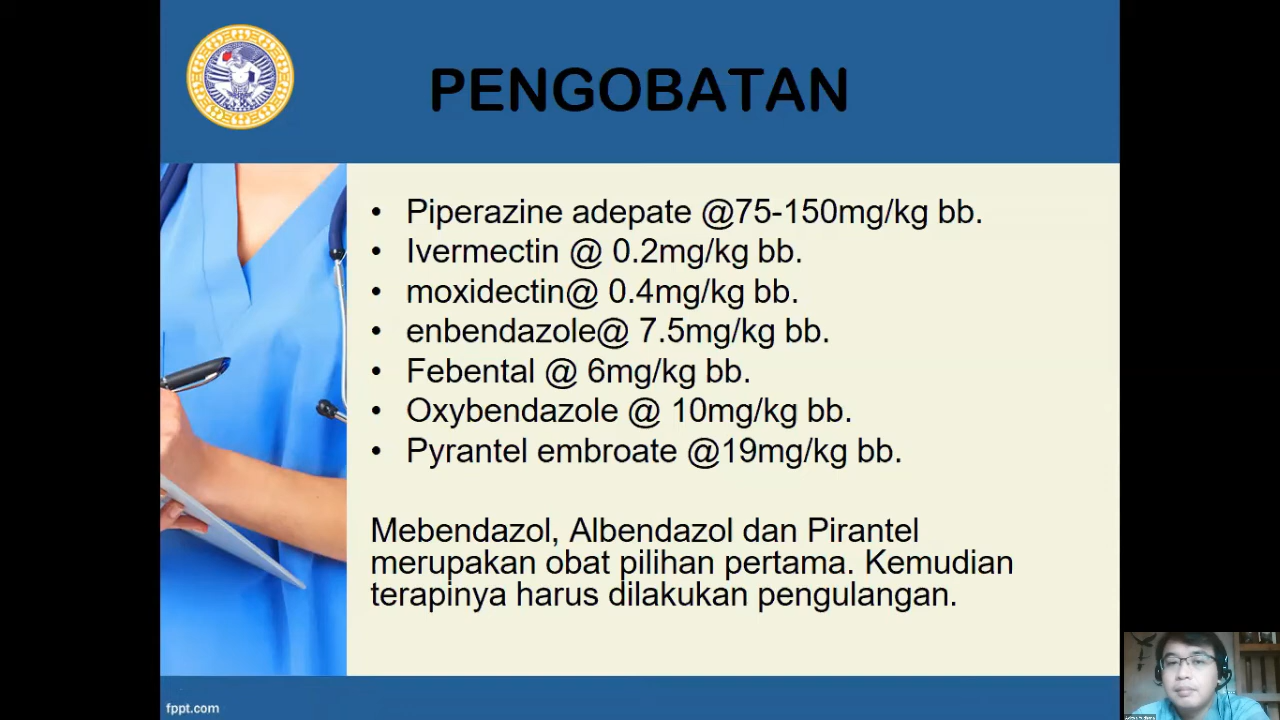 PENGOBATAN
• Piperazine adepate @75-150mg/kg bb.
• Ivermectin @ 0.2mg/kg bb.
• moxidectin@ 0.4mg/kg bb.
• enbendazole@ 7.5mg/kg bb.
• Febental @ 6mg/kg bb.
• Oxybendazole @ 10mg/kg bb.
• Pyrantel embroate @19mg/kg bb.
Mebendazol, Albendazol dan Pirantel
merupakan obat pilihan pertama. Kemudian
terapinya harus dilakukan pengulangan.
fppt.com